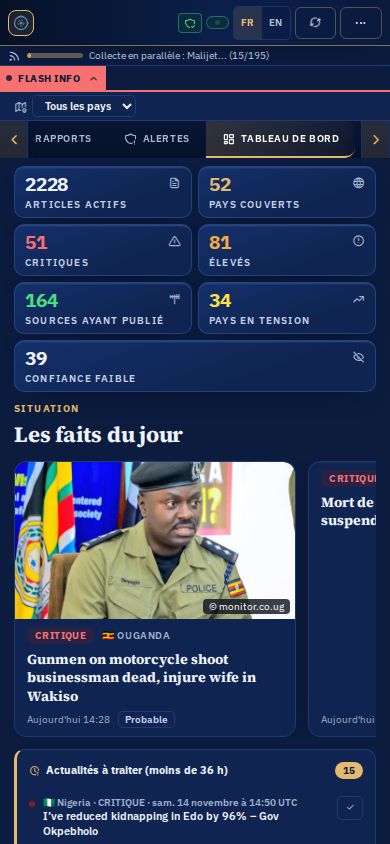 FR
EN
Collecte en parallèle : Malijet… (15/195)
FLASH INFO
Tous les pays
RAPPORTS
ALERTES
TABLEAU DE BORD
2228
ARTICLES ACTIFS
52
PAYS COUVERTS
51
CRITIQUES
81
ÉLEVÉS
164
SOURCES AYANT PUBLIÉ
34
PAYS EN TENSION
39
CONFIANCE FAIBLE
SITUATION
Les faits du jour
entered
society
POLICE
© monitor.co.ug
CRITIQUE
🇺🇬 OUGANDA
Gunmen on motorcycle shoot
businessman dead, injure wife in
Wakiso
Aujourd'hui 14:28
Probable
CRITIQU
Mort de
suspend
Aujourd'hui
Actualités à traiter (moins de 36 h)
15
🇳🇬 Nigeria · CRITIQUE · sam. 14 novembre à 14:50 UTC
I've reduced kidnapping in Edo by 96% – Gov
Okpebholo